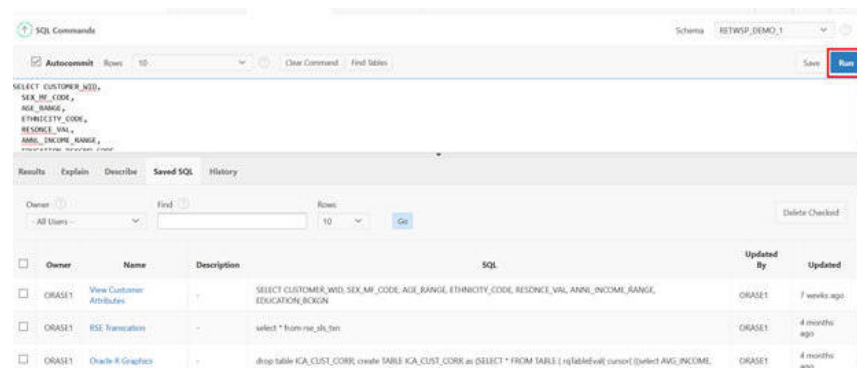 SQL Commands Schema RETWSP_DEMO_1
Autocommit Rows 10 Clear Command Find Tables Save Run
SELECT CUSTOMER_WID,
SEX_MF_CODE,
AGE_RANGE,
ETHNICITY_CODE,
RESDNCE_VAL,
ANNL_INCOME_RANGE,
Results Explain Describe Saved SQL History
Owner Find Rows
- All Users - 10 Go Delete Checked
Owner Name Description SQL Updated By Updated
ORASE1 View Customer Attributes - SELECT CUSTOMER_WID, SEX_MF_CODE, AGE_RANGE, ETHNICITY_CODE, RESDNCE_VAL, ANNL_INCOME_RANGE,
EDUCATION_BCKGN ORASE1 7 weeks ago
ORASE1 RSE Transcation - select * from rse_sls_txn ORASE1 4 months ago
ORASE1 Oracle R Graphics - drop table ICA_CUST_CORR; create TABLE ICA_CUST_CORR as (SELECT * FROM TABLE ( rqTableEval( cursor( ((select AVG_INCOME, ORASE1 4 months ago